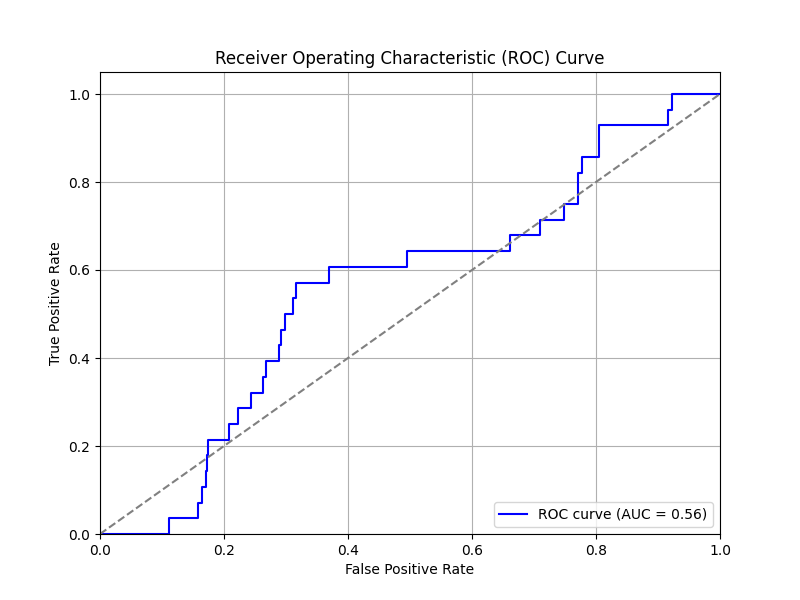 Receiver Operating Characteristic (ROC) Curve
True Positive Rate
1.0
0.8
0.6
0.4
0.2
0.0
ROC curve (AUC = 0.56)
0.0 0.2 0.4 0.6 0.8 1.0
False Positive Rate